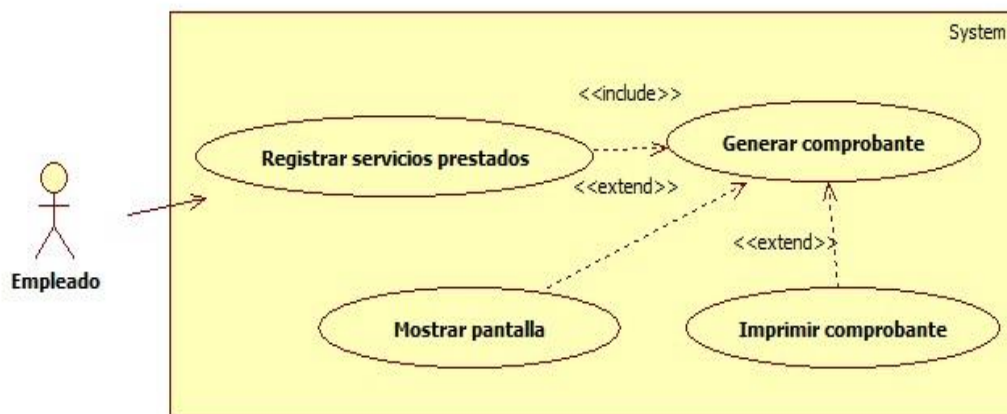 System
<<include>>
Registrar servicios prestados
Generar comprobante
<<extend>>
<<extend>>
Empleado
Mostrar pantalla
Imprimir comprobante